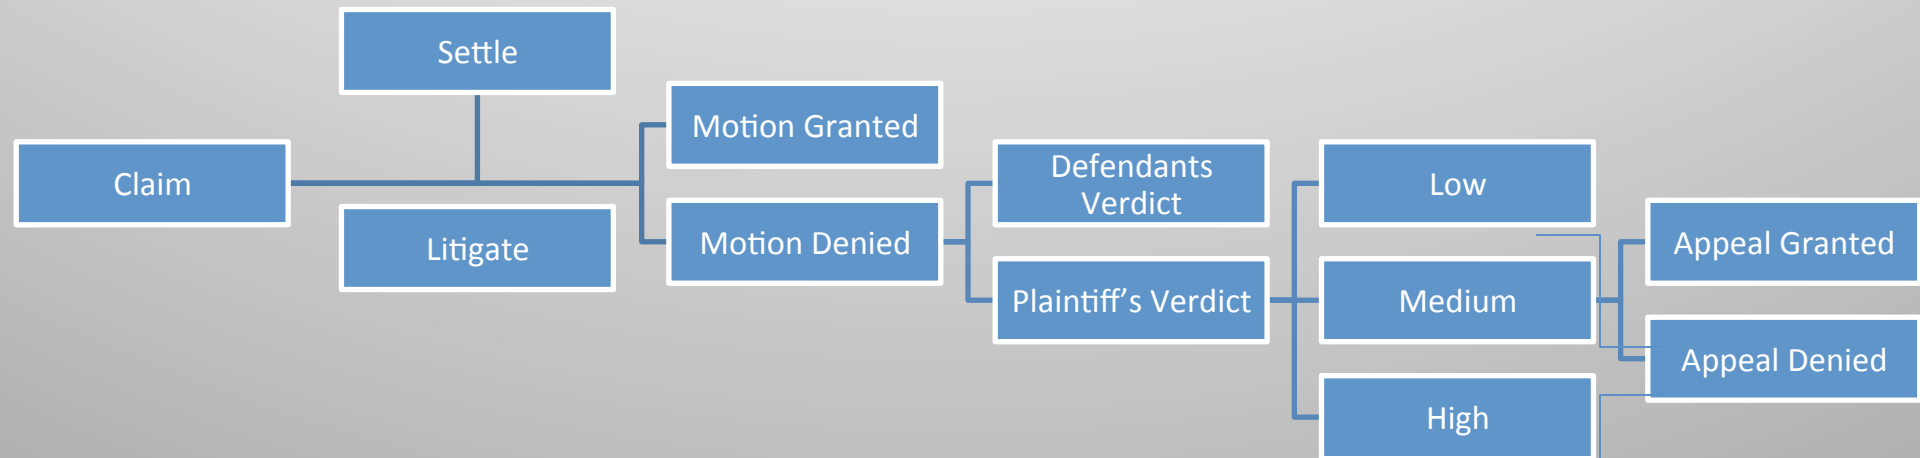 Settle
Claim
Litigate
Motion Granted
Motion Denied
Defendants
Verdict
Plaintiff’s Verdict
Low
Medium
High
Appeal Granted
Appeal Denied